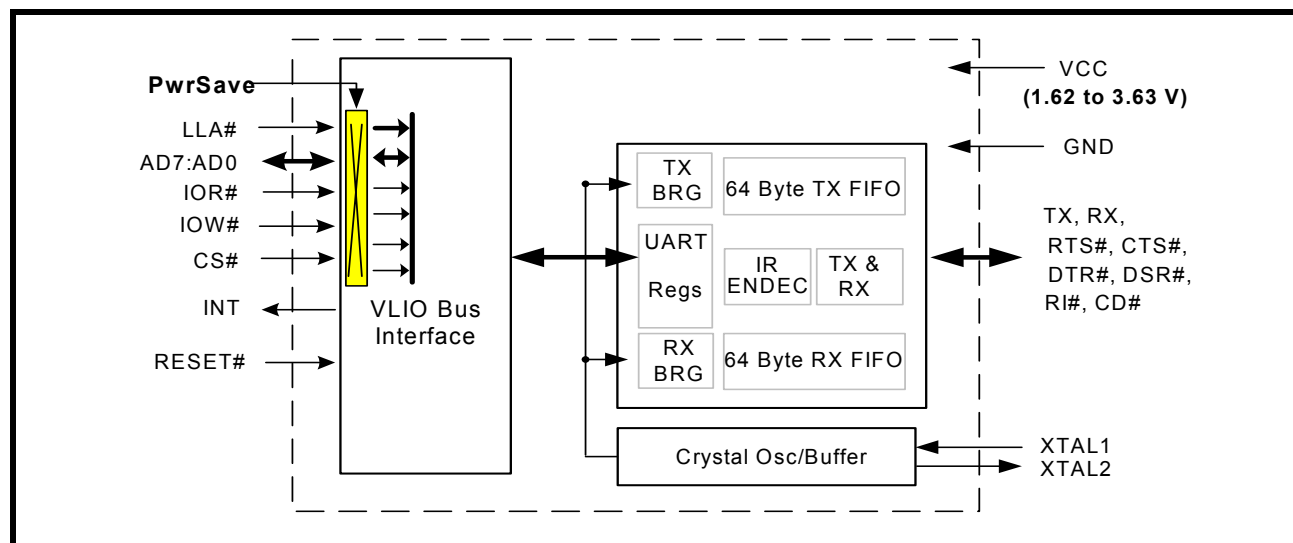 PwrSave
LLA#
AD7:AD0
IOR#
IOW#
CS#
INT
RESET#
VLIO Bus
Interface
TX
BRG
64 Byte TX FIFO
UART
Regs
IR
ENDEC
TX &
RX
RX
BRG
64 Byte RX FIFO
Crystal Osc/Buffer
VCC
(1.62 to 3.63 V)
GND
TX, RX,
RTS#, CTS#,
DTR#, DSR#,
RI#, CD#
XTAL1
XTAL2